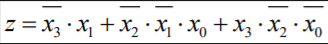 z = x̅₃ · x₁ + x̅₂ · x̅₁ · x₀ + x₃ · x̅₂ · x̅₀